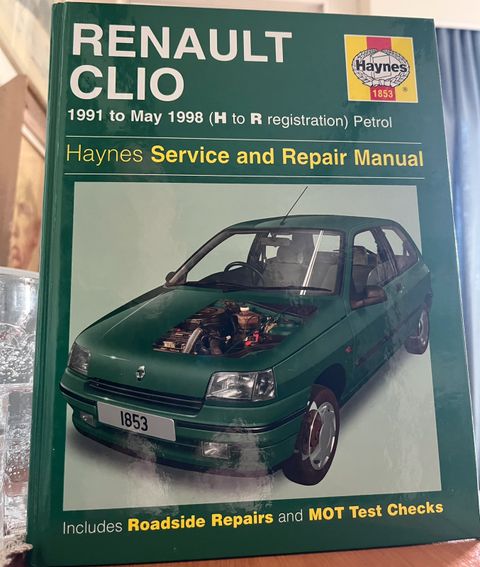 RENAULT
CLIO
Haynes
1853
1991 to May 1998 (H to R registration) Petrol
Haynes Service and Repair Manual
1853
Includes Roadside Repairs and MOT Test Checks